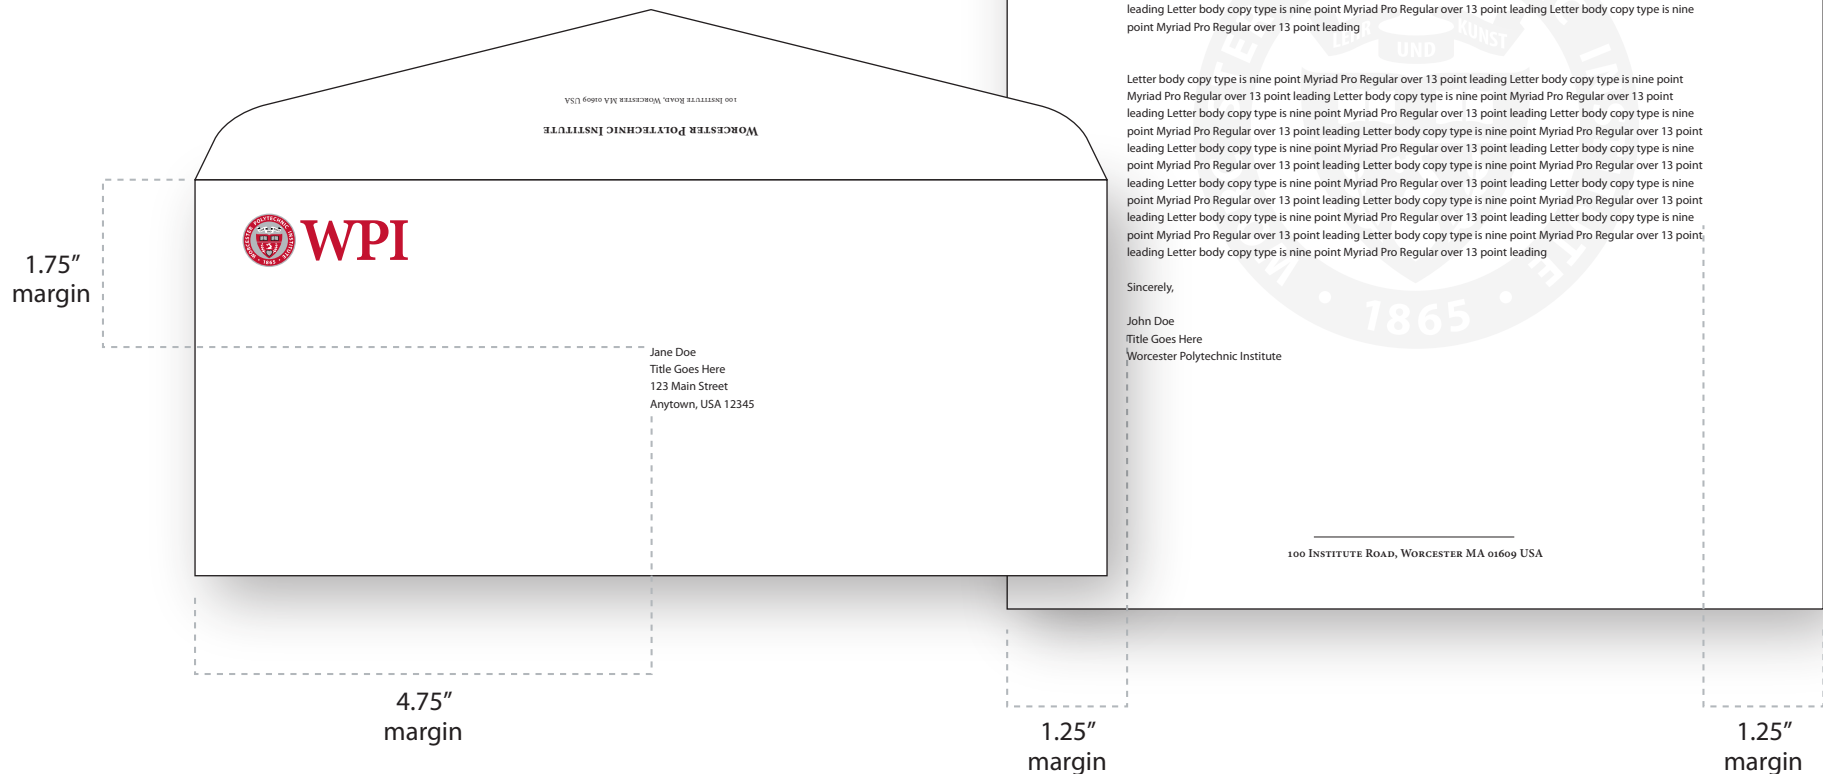 100 Institute Road, Worcester MA 01609 USA
Worcester Polytechnic Institute
WORCESTER POLYTECHNIC INSTITUTE
• 1865 •
WPI
1.75″
margin
Jane Doe
Title Goes Here
123 Main Street
Anytown, USA 12345
4.75″
margin
leading Letter body copy type is nine point Myriad Pro Regular over 13 point leading Letter body copy type is nine
point Myriad Pro Regular over 13 point leading
LEHR
UND
KUNST
Letter body copy type is nine point Myriad Pro Regular over 13 point leading Letter body copy type is nine point
Myriad Pro Regular over 13 point leading Letter body copy type is nine point Myriad Pro Regular over 13 point
leading Letter body copy type is nine point Myriad Pro Regular over 13 point leading Letter body copy type is nine
point Myriad Pro Regular over 13 point leading Letter body copy type is nine point Myriad Pro Regular over 13 point
leading Letter body copy type is nine point Myriad Pro Regular over 13 point leading Letter body copy type is nine
point Myriad Pro Regular over 13 point leading Letter body copy type is nine point Myriad Pro Regular over 13 point
leading Letter body copy type is nine point Myriad Pro Regular over 13 point leading Letter body copy type is nine
point Myriad Pro Regular over 13 point leading Letter body copy type is nine point Myriad Pro Regular over 13 point
leading Letter body copy type is nine point Myriad Pro Regular over 13 point leading Letter body copy type is nine
point Myriad Pro Regular over 13 point leading Letter body copy type is nine point Myriad Pro Regular over 13 point
leading Letter body copy type is nine point Myriad Pro Regular over 13 point leading
• 1865 •
Sincerely,
John Doe
Title Goes Here
Worcester Polytechnic Institute
100 Institute Road, Worcester MA 01609 USA
1.25″
margin
1.25″
margin